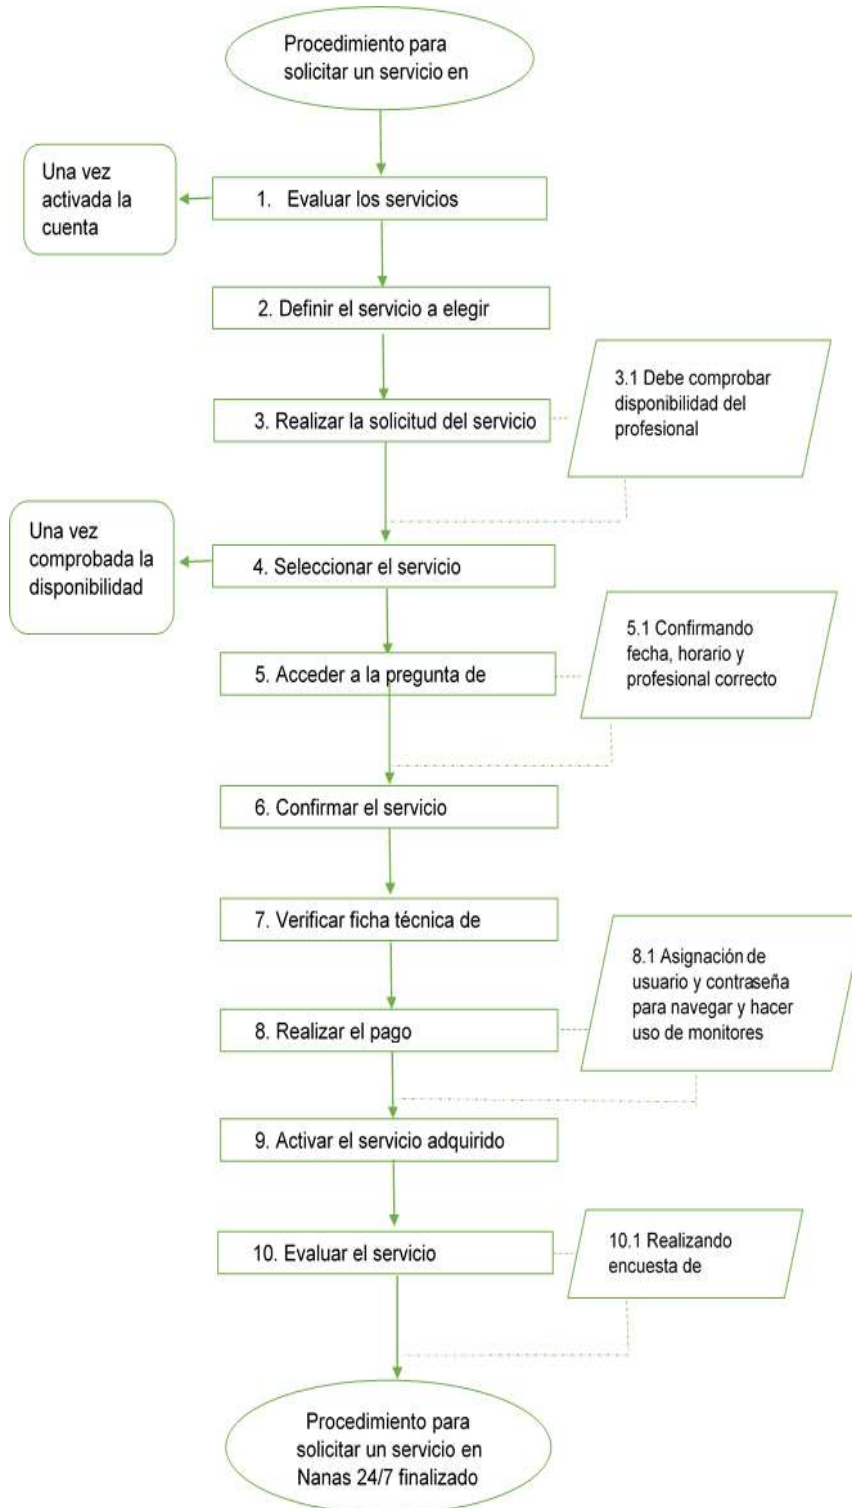 Procedimiento para
solicitar un servicio en
Una vez
activada la
cuenta
1. Evaluar los servicios
2. Definir el servicio a elegir
3.1 Debe comprobar
disponibilidad del
profesional
3. Realizar la solicitud del servicio
Una vez
comprobada la
disponibilidad
4. Seleccionar el servicio
5.1 Confirmando
fecha, horario y
profesional correcto
5. Acceder a la pregunta de
6. Confirmar el servicio
7. Verificar ficha técnica de
8.1 Asignación de
usuario y contraseña
para navegar y hacer
uso de monitores
8. Realizar el pago
9. Activar el servicio adquirido
10. Evaluar el servicio
10.1 Realizando
encuesta de
Procedimiento para
solicitar un servicio en
Nanas 24/7 finalizado